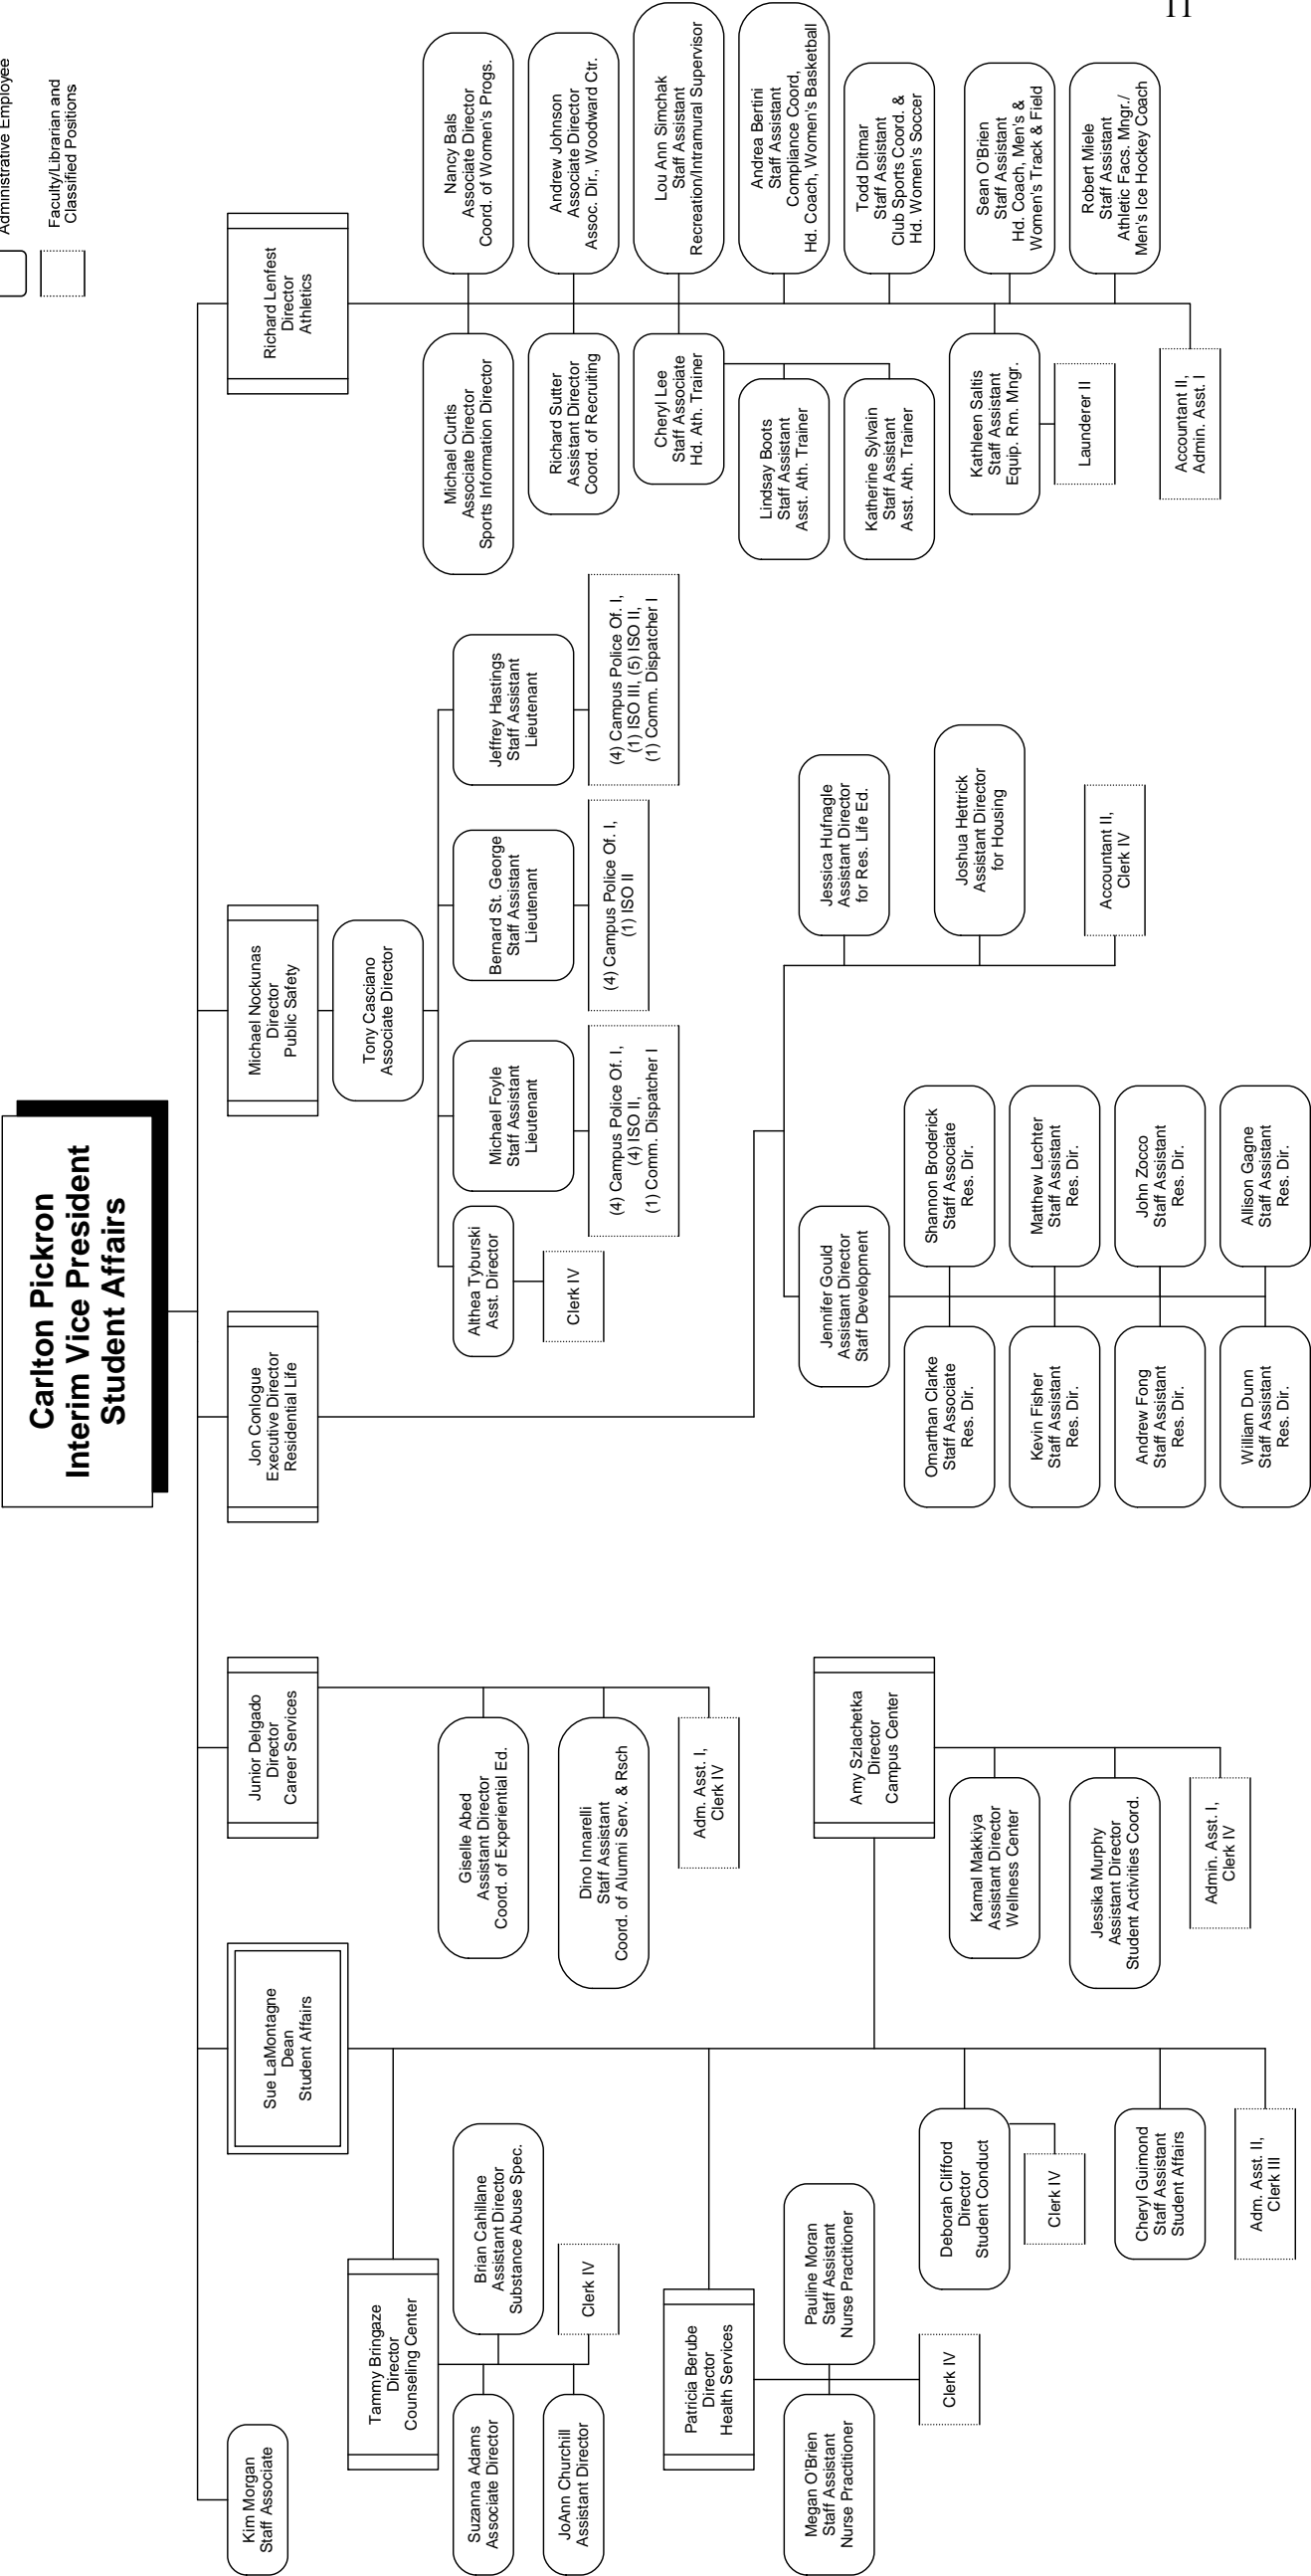 Administrative Employee
Faculty/Librarian and
Classified Positions
Carlton Pickron
Interim Vice President
Student Affairs
Kim Morgan
Staff Associate
Sue LaMontagne
Dean
Student Affairs
Junior Delgado
Director
Career Services
Jon Conlogue
Executive Director
Residential Life
Michael Nockunas
Director
Public Safety
Richard Lenfest
Director
Athletics
Tammy Bringaze
Director
Counseling Center
Suzanna Adams
Associate Director
Brian Cahillane
Assistant Director
Substance Abuse Spec.
JoAnn Churchill
Assistant Director
Clerk IV
Patricia Berube
Director
Health Services
Megan O'Brien
Staff Assistant
Nurse Practitioner
Pauline Moran
Staff Assistant
Nurse Practitioner
Clerk IV
Deborah Clifford
Director
Student Conduct
Clerk IV
Cheryl Guimond
Staff Assistant
Student Affairs
Adm. Asst. II,
Clerk III
Amy Szlachetka
Director
Campus Center
Kamal Makkiya
Assistant Director
Wellness Center
Jessika Murphy
Assistant Director
Student Activities Coord.
Admin. Asst. I,
Clerk IV
Giselle Abed
Assistant Director
Coord. of Experiential Ed.
Dino Innarelli
Staff Assistant
Coord. of Alumni Serv. & Rsch
Adm. Asst. I,
Clerk IV
Jennifer Gould
Assistant Director
Staff Development
Omarthan Clarke
Staff Associate
Res. Dir.
Shannon Broderick
Staff Associate
Res. Dir.
Kevin Fisher
Staff Assistant
Res. Dir.
Matthew Lechter
Staff Assistant
Res. Dir.
Andrew Fong
Staff Assistant
Res. Dir.
John Zocco
Staff Assistant
Res. Dir.
William Dunn
Staff Assistant
Res. Dir.
Allison Gagne
Staff Assistant
Res. Dir.
Jessica Hufnagle
Assistant Director
for Res. Life Ed.
Joshua Hettrick
Assistant Director
for Housing
Accountant II,
Clerk IV
Tony Casciano
Associate Director
Althea Tyburski
Asst. Director
Clerk IV
Michael Foyle
Staff Assistant
Lieutenant
(4) Campus Police Of. I,
(4) ISO II,
(1) Comm. Dispatcher I
Bernard St. George
Staff Assistant
Lieutenant
(4) Campus Police Of. I,
(1) ISO II
Jeffrey Hastings
Staff Assistant
Lieutenant
(4) Campus Police Of. I,
(1) ISO III, (5) ISO II,
(1) Comm. Dispatcher I
Michael Curtis
Associate Director
Sports Information Director
Nancy Bals
Associate Director
Coord. of Women's Progs.
Richard Sutter
Assistant Director
Coord. of Recruiting
Andrew Johnson
Associate Director
Assoc. Dir., Woodward Ctr.
Cheryl Lee
Staff Associate
Hd. Ath. Trainer
Lou Ann Simchak
Staff Assistant
Recreation/Intramural Supervisor
Lindsay Boots
Staff Assistant
Asst. Ath. Trainer
Andrea Bertini
Staff Assistant
Compliance Coord,
Hd. Coach, Women's Basketball
Katherine Sylvain
Staff Assistant
Asst. Ath. Trainer
Todd Ditmar
Staff Assistant
Club Sports Coord. &
Hd. Women's Soccer
Kathleen Saltis
Staff Assistant
Equip. Rm. Mngr.
Sean O'Brien
Staff Assistant
Hd. Coach, Men's &
Women's Track & Field
Launderer II
Robert Miele
Staff Assistant
Athletic Facs. Mngr./
Men's Ice Hockey Coach
Accountant II,
Admin. Asst. I
11